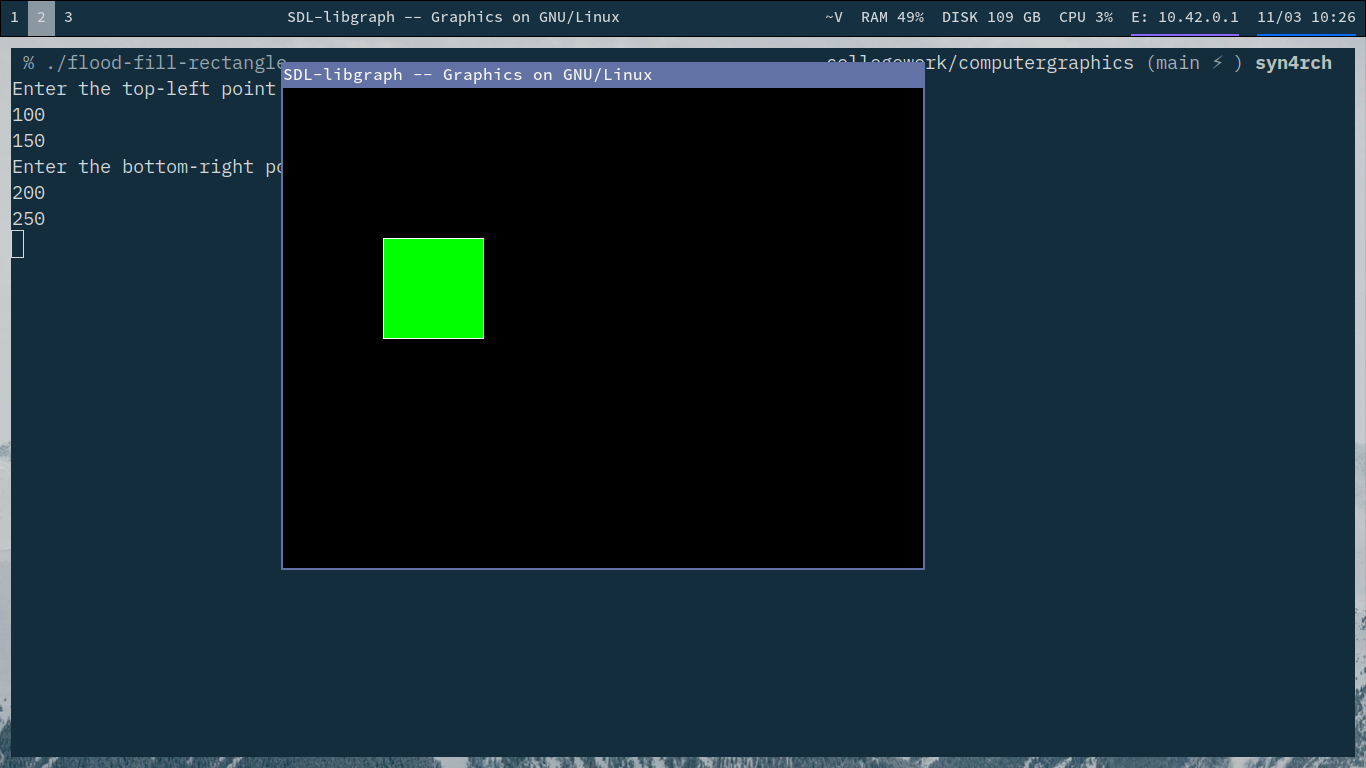 1 2 3 SDL-libgraph -- Graphics on GNU/Linux ~V RAM 49% DISK 109 GB CPU 3% E: 10.42.0.1 11/03 10:26
% ./flood-fill-rectangle collegework/computergraphics (main ⚡ ) syn4rch
SDL-libgraph -- Graphics on GNU/Linux
Enter the top-left point
100
150
Enter the bottom-right
200
250